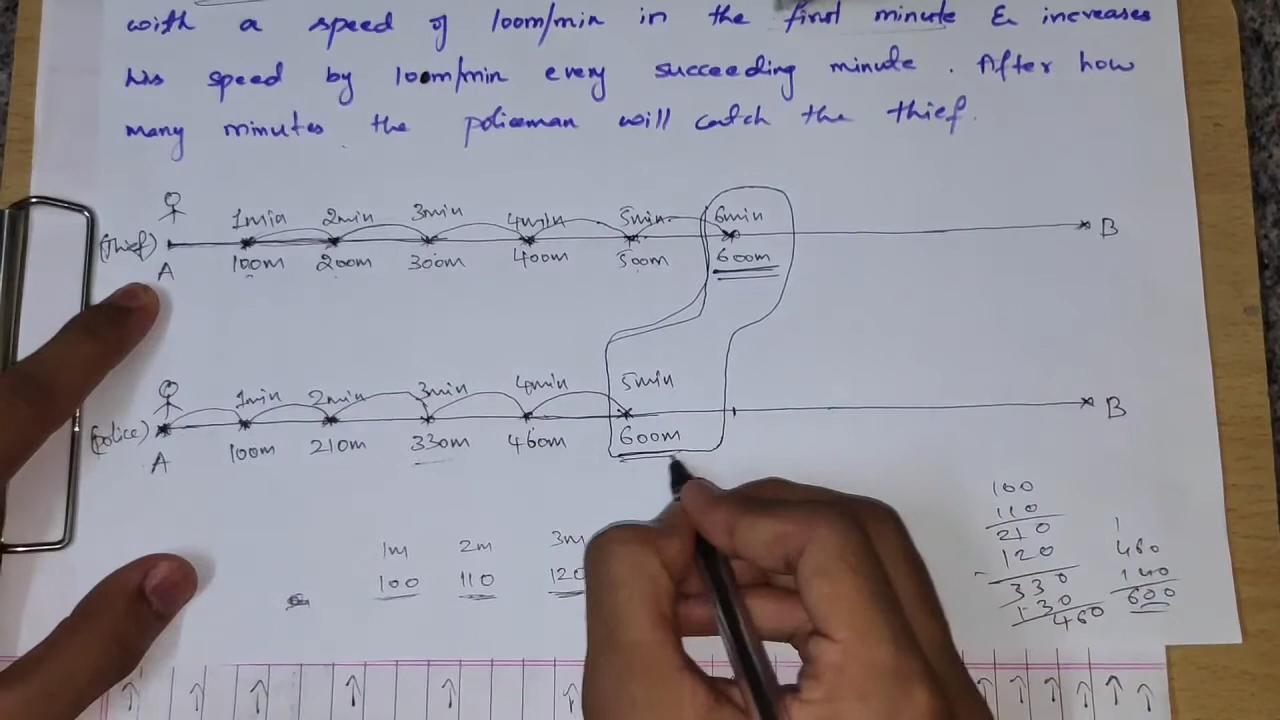 with a speed of 100m/min in the first minute & increases
his speed by 100m/min every succeeding minute. After how
many minutes the policeman will catch the thief.
1min 2min 3min 4min 5min 6min
(Thief) A 100m 200m 300m 400m 500m 600m B
1min 2min 3min 4min 5min
(police) A 100m 210m 330m 460m 600m B
1m 2m 3m
100 110 120
100
110
210
120
330
130
460
1
460
140
600